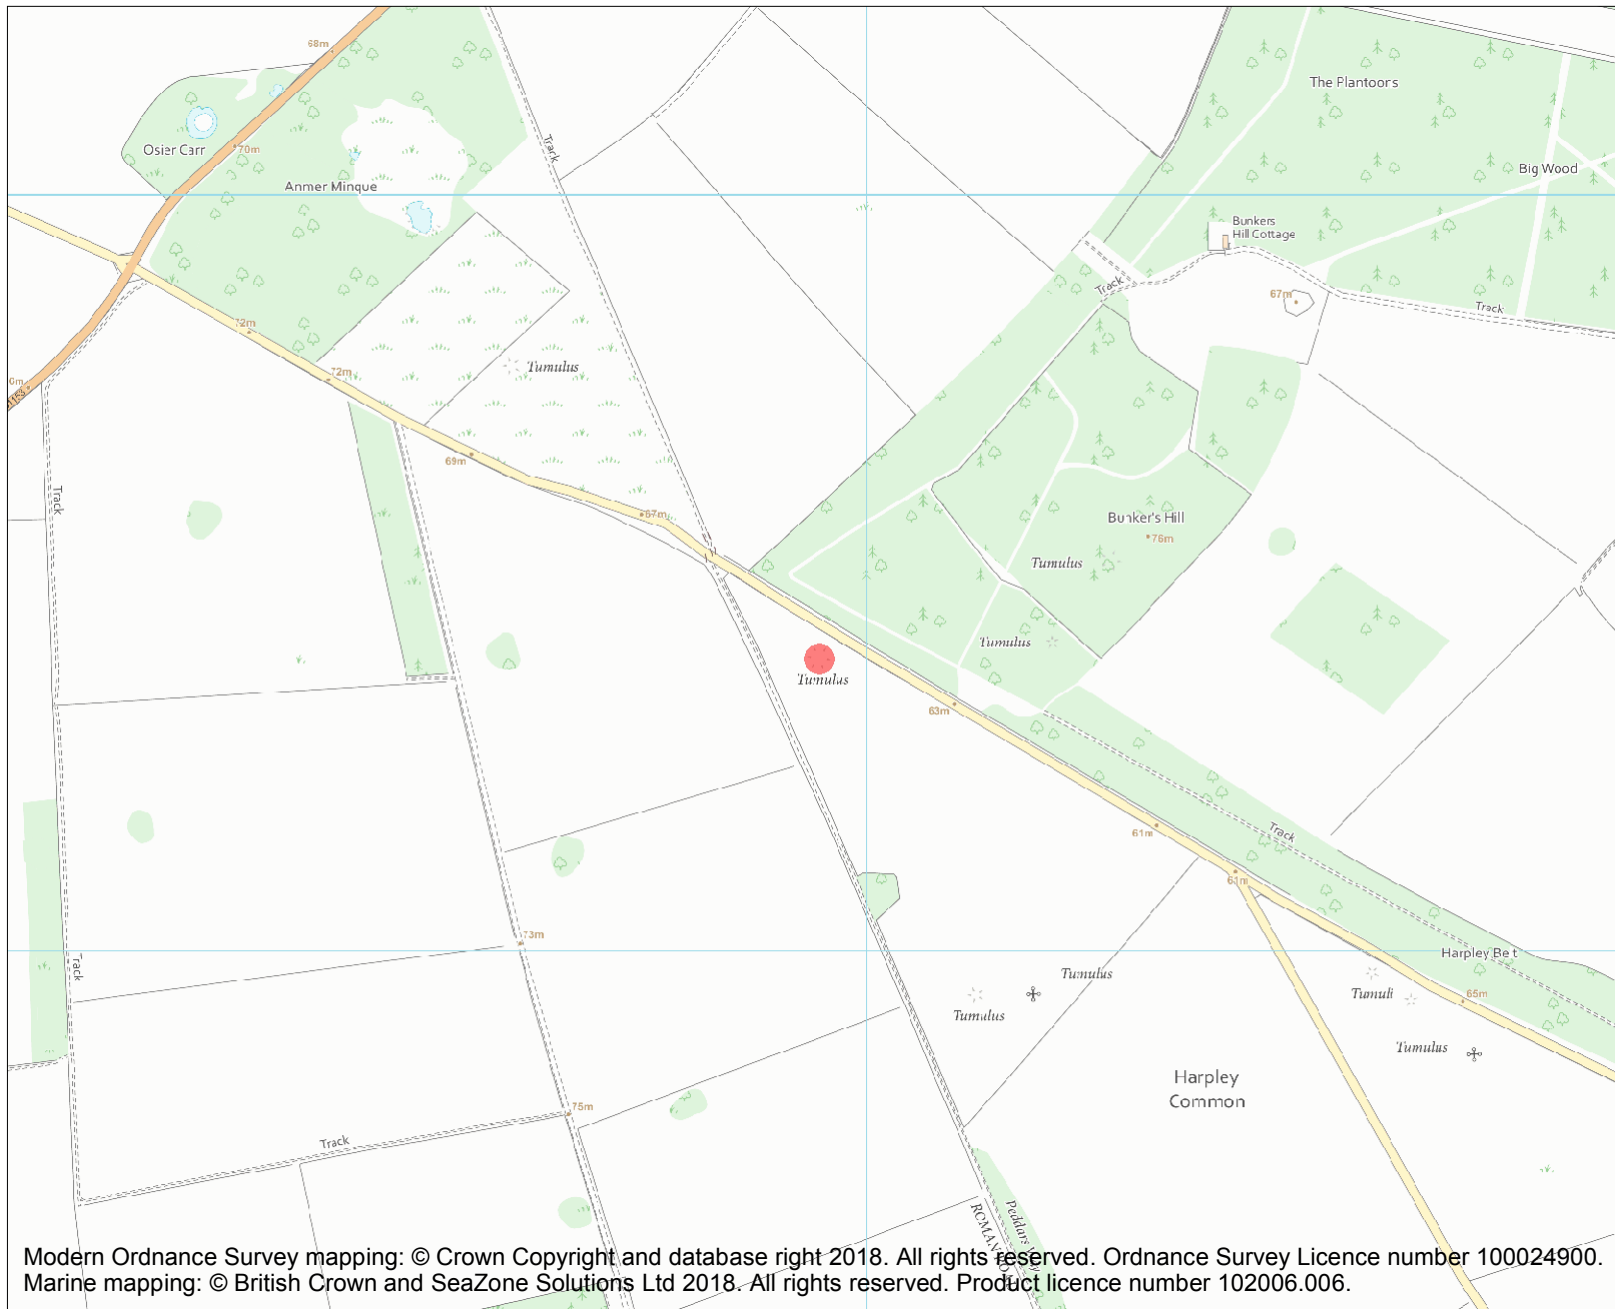 68m
The Plantoors
Track
Osier Carr
70m
Big Wood
Anmer Minque
Bunkers
Hill Cottage
Track
67m
Track
72m
Tumulus
72m
69m
Track
67m
Bunker's Hill
76m
Tumulus
Tumulus
Tumulus
63m
61m
Track
61m
73m
Harpley Be t
Track
Tumulus
Tumuli
65m
Tumulus
Tumulus
Harpley
Common
75m
Track
Peddars
Modern Ordnance Survey mapping: © Crown Copyright and database right 2018. All rights reserved. Ordnance Survey Licence number 100024900.
Marine mapping: © British Crown and SeaZone Solutions Ltd 2018. All rights reserved. Product licence number 102006.006.